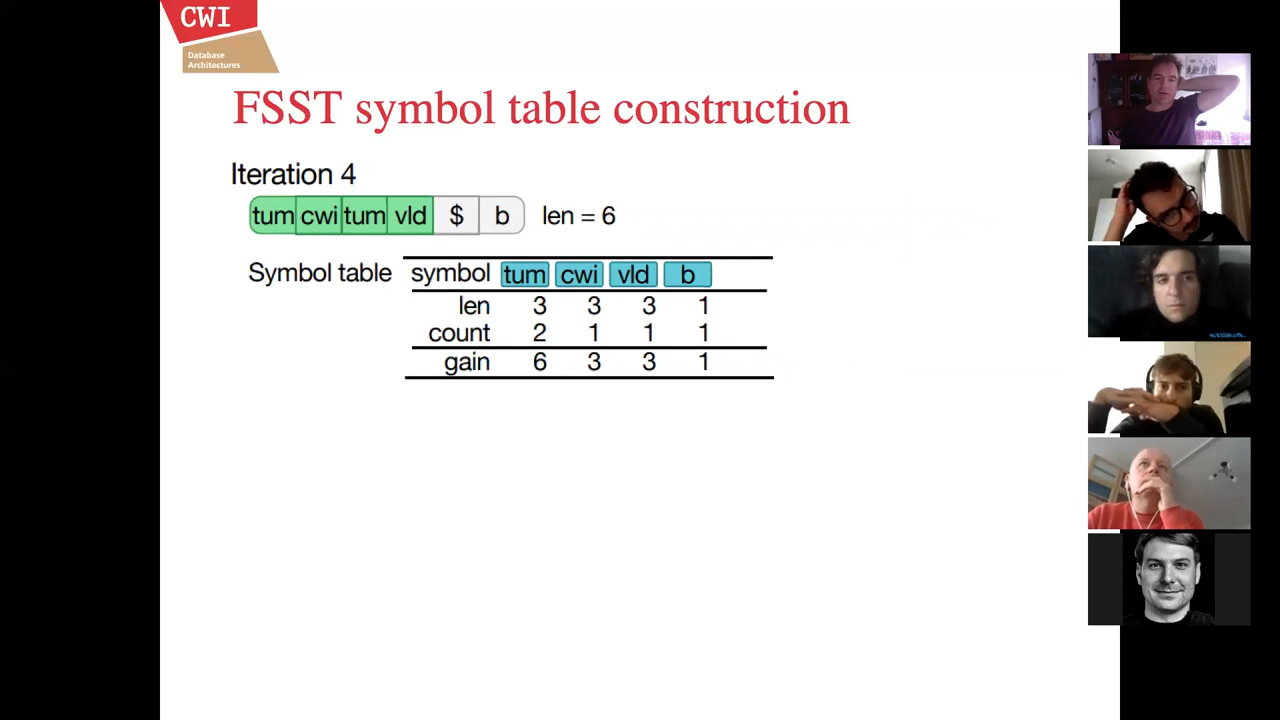 CWI
Database
Architectures
FSST symbol table construction
Iteration 4
tum cwi tum vld $ b len = 6
Symbol table symbol tum cwi vld b
len 3 3 3 1
count 2 1 1 1
gain 6 3 3 1